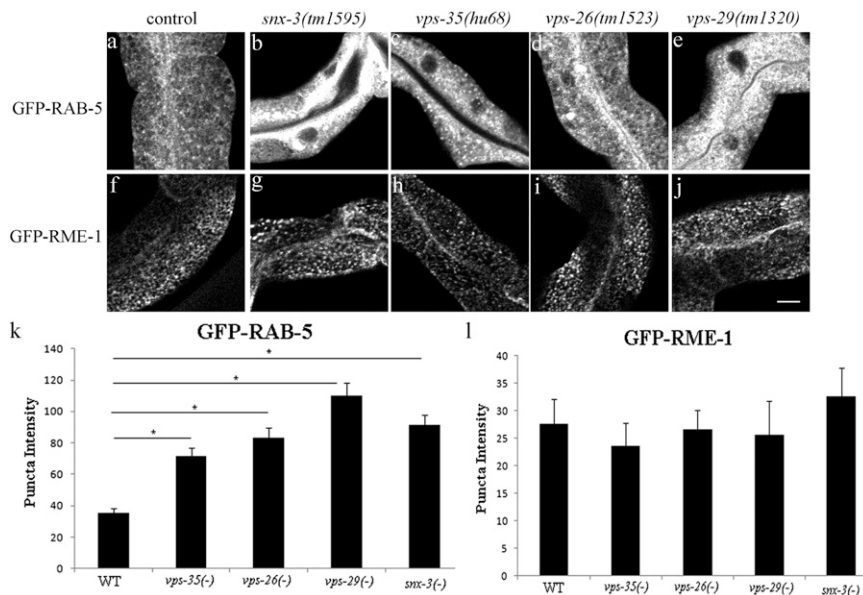 control snx-3(tm1595) vps-35(hu68) vps-26(tm1523) vps-29(tm1320)
GFP-RAB-5
a b c d e
GFP-RME-1
f g h i j
k
GFP-RAB-5
Puncta Intensity
140
120
100
80
60
40
20
0
*
*
*
*
WT vps-35(-) vps-26(-) vps-29(-) snx-3(-)
l
GFP-RME-1
Puncta Intensity
40
35
30
25
20
15
10
5
0
WT vps-35(-) vps-26(-) vps-29(-) snx-3(-)